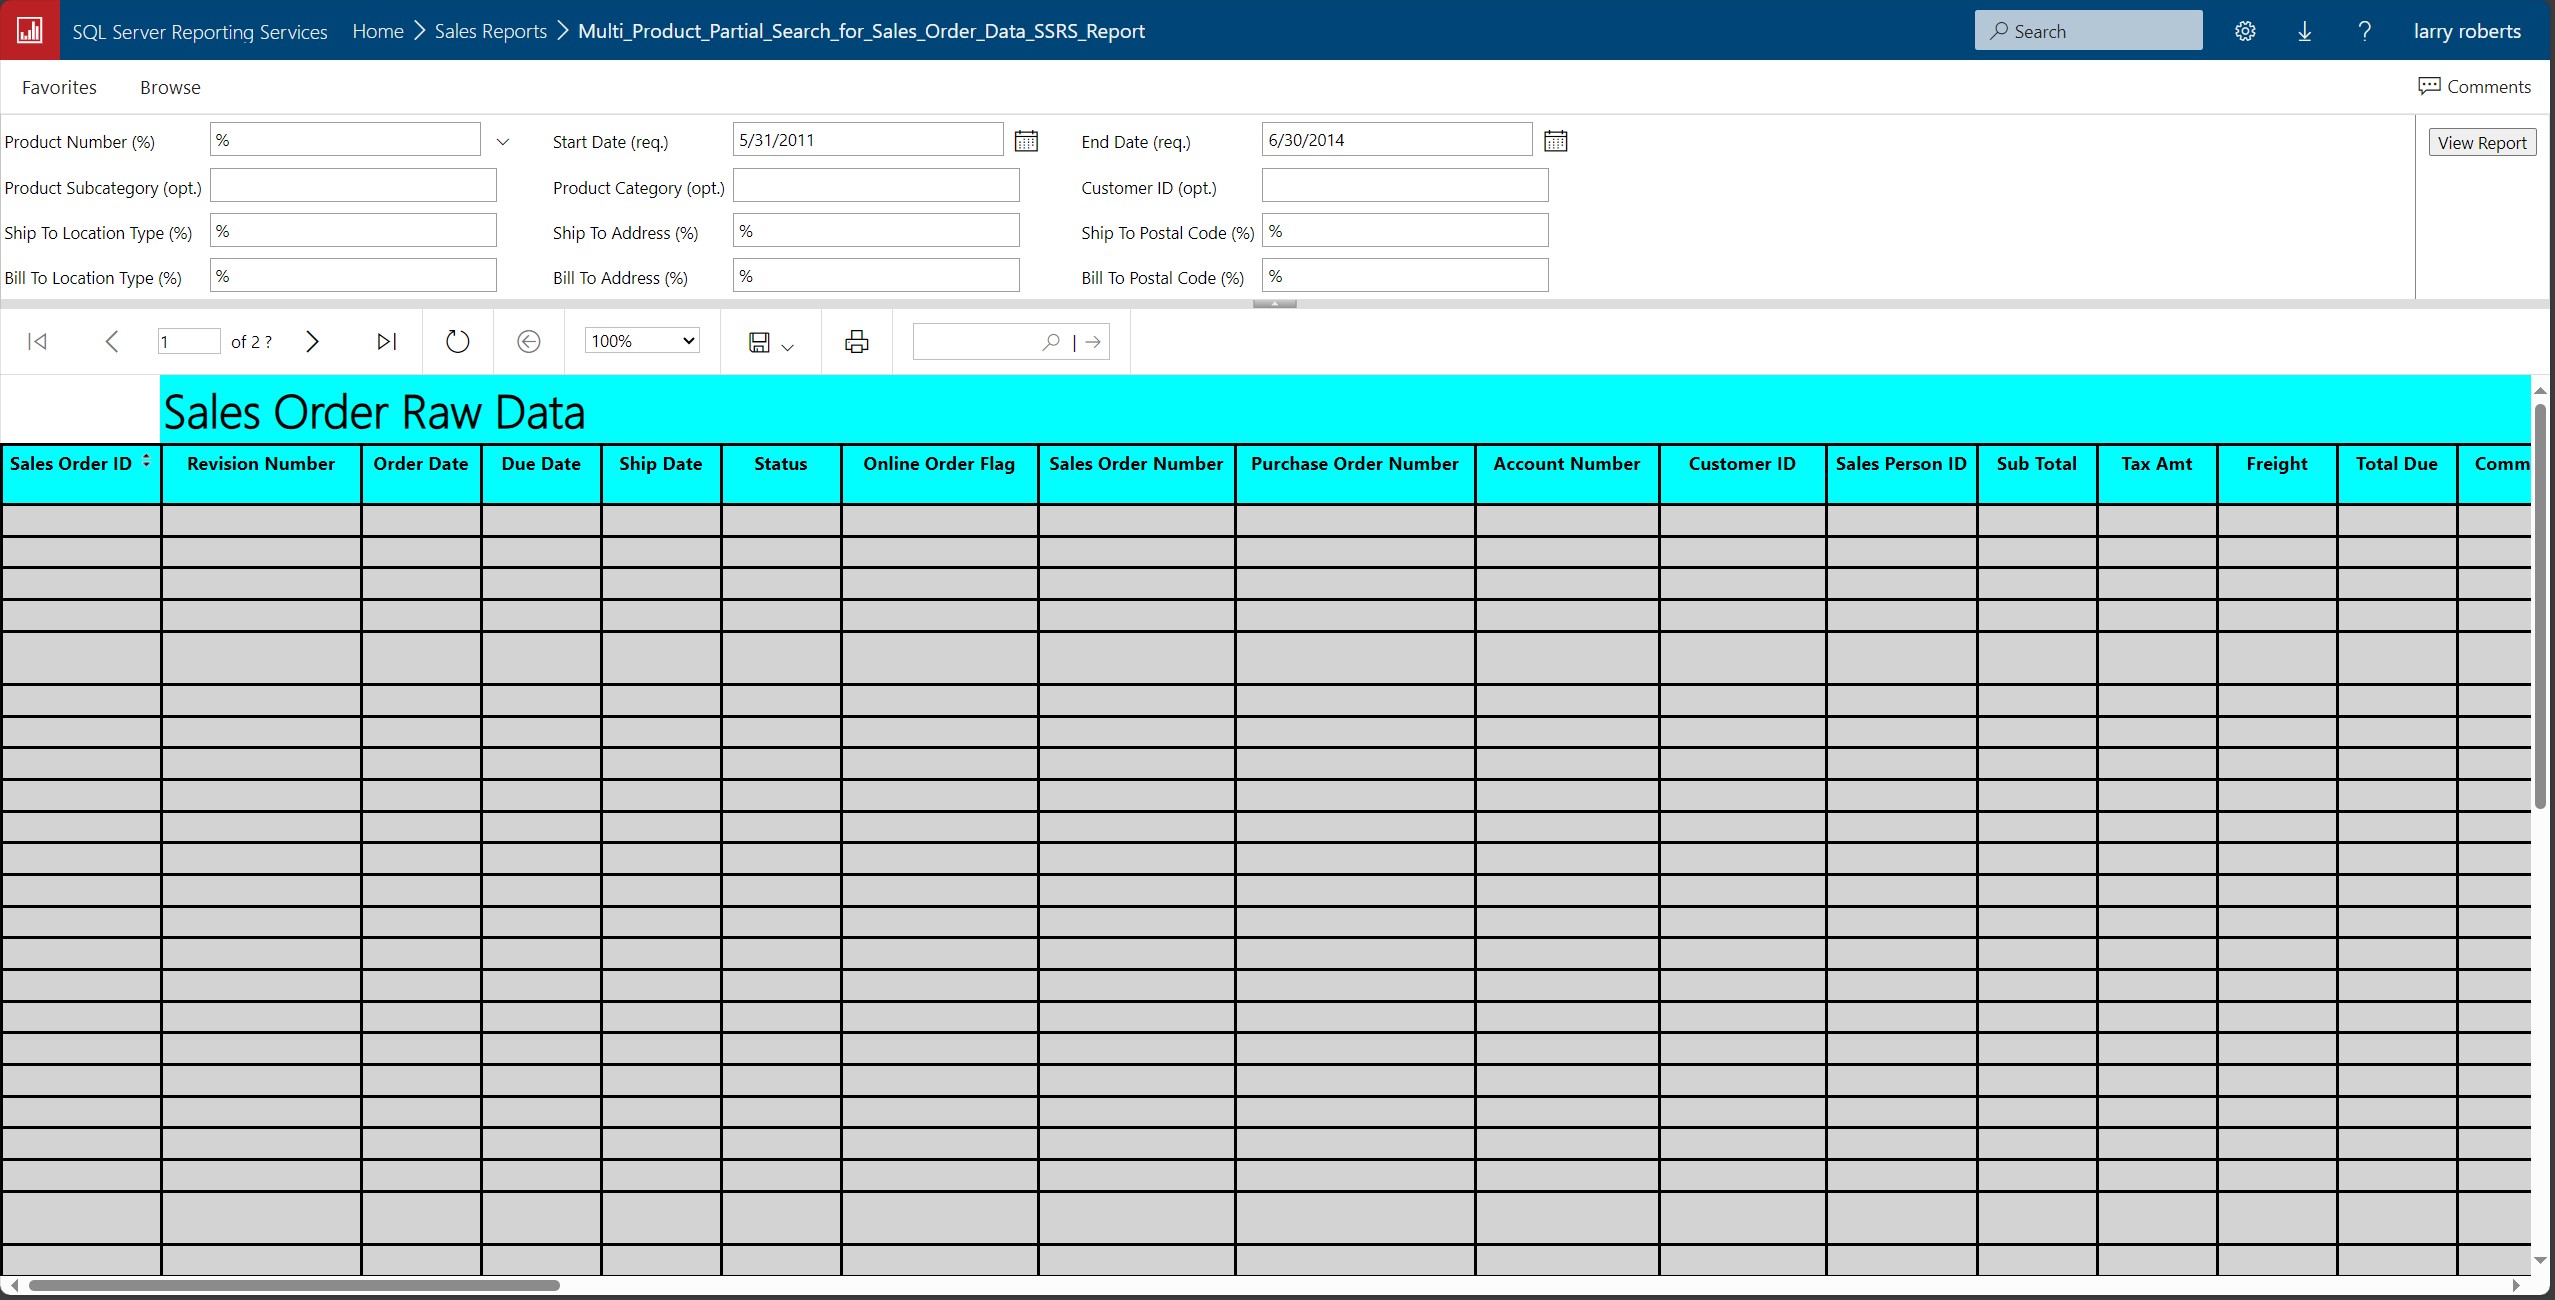 SQL Server Reporting Services Home > Sales Reports > Multi_Product_Partial_Search_for_Sales_Order_Data_SSRS_Report Search ? larry roberts
Favorites Browse Comments
Product Number (%) % Start Date (req.) 5/31/2011 End Date (req.) 6/30/2014 View Report
Product Subcategory (opt.) Product Category (opt.) Customer ID (opt.)
Ship To Location Type (%) % Ship To Address (%) % Ship To Postal Code (%) %
Bill To Location Type (%) % Bill To Address (%) % Bill To Postal Code (%) %
1 of 2 ? 100% |
Sales Order Raw Data
Sales Order ID Revision Number Order Date Due Date Ship Date Status Online Order Flag Sales Order Number Purchase Order Number Account Number Customer ID Sales Person ID Sub Total Tax Amt Freight Total Due Comm